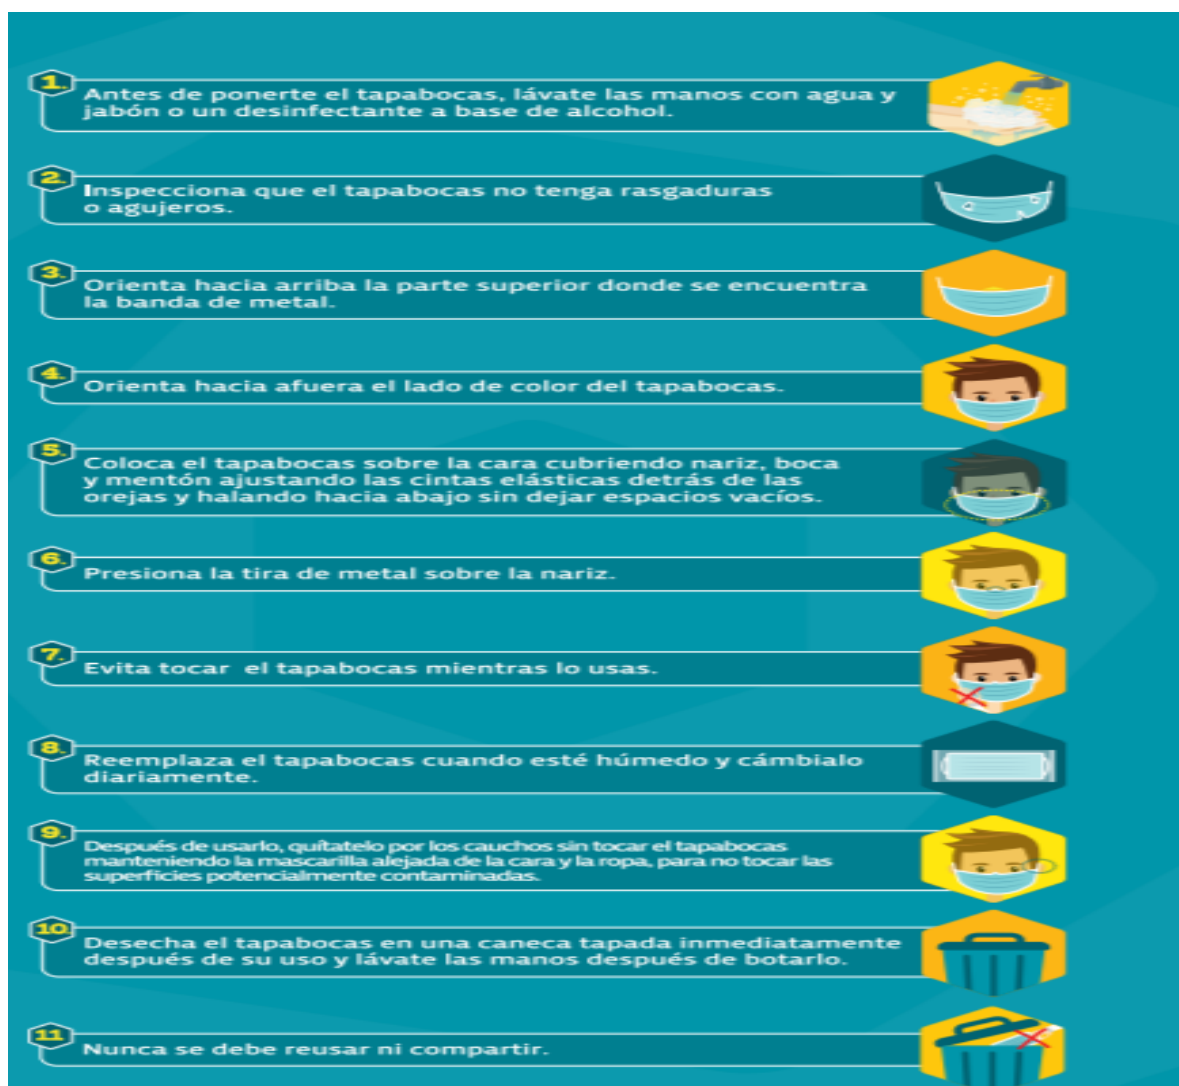 1.
Antes de ponerte el tapabocas, lávate las manos con agua y
jabón o un desinfectante a base de alcohol.
2.
Inspecciona que el tapabocas no tenga rasgaduras
o agujeros.
3.
Orienta hacia arriba la parte superior donde se encuentra
la banda de metal.
4.
Orienta hacia afuera el lado de color del tapabocas.
5.
Coloca el tapabocas sobre la cara cubriendo nariz, boca
y mentón ajustando las cintas elásticas detrás de las
orejas y halando hacia abajo sin dejar espacios vacíos.
6.
Presiona la tira de metal sobre la nariz.
7.
Evita tocar el tapabocas mientras lo usas.
8.
Reemplaza el tapabocas cuando esté húmedo y cámbialo
diariamente.
9.
Después de usarlo, quítatelo por los cauchos sin tocar el tapabocas
manteniendo la mascarilla alejada de la cara y la ropa, para no tocar las
superficies potencialmente contaminadas.
10.
Desecha el tapabocas en una caneca tapada inmediatamente
después de su uso y lávate las manos después de botarlo.
11
Nunca se debe reusar ni compartir.